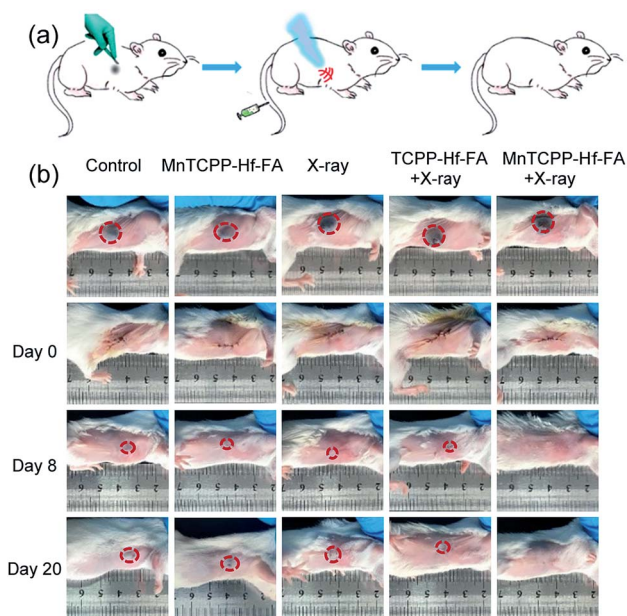 (a)
(b)
Control
MnTCPP-Hf-FA
X-ray
TCPP-Hf-FA
+X-ray
MnTCPP-Hf-FA
+X-ray
Day 0
Day 8
Day 20